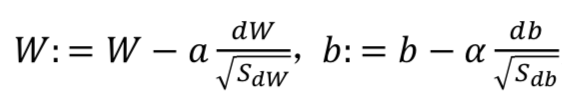 W: = W − a dW/√S_dW, b: = b − α db/√S_db